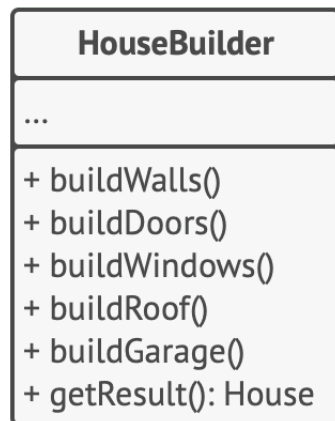 HouseBuilder
...
+ buildWalls()
+ buildDoors()
+ buildWindows()
+ buildRoof()
+ buildGarage()
+ getResult(): House